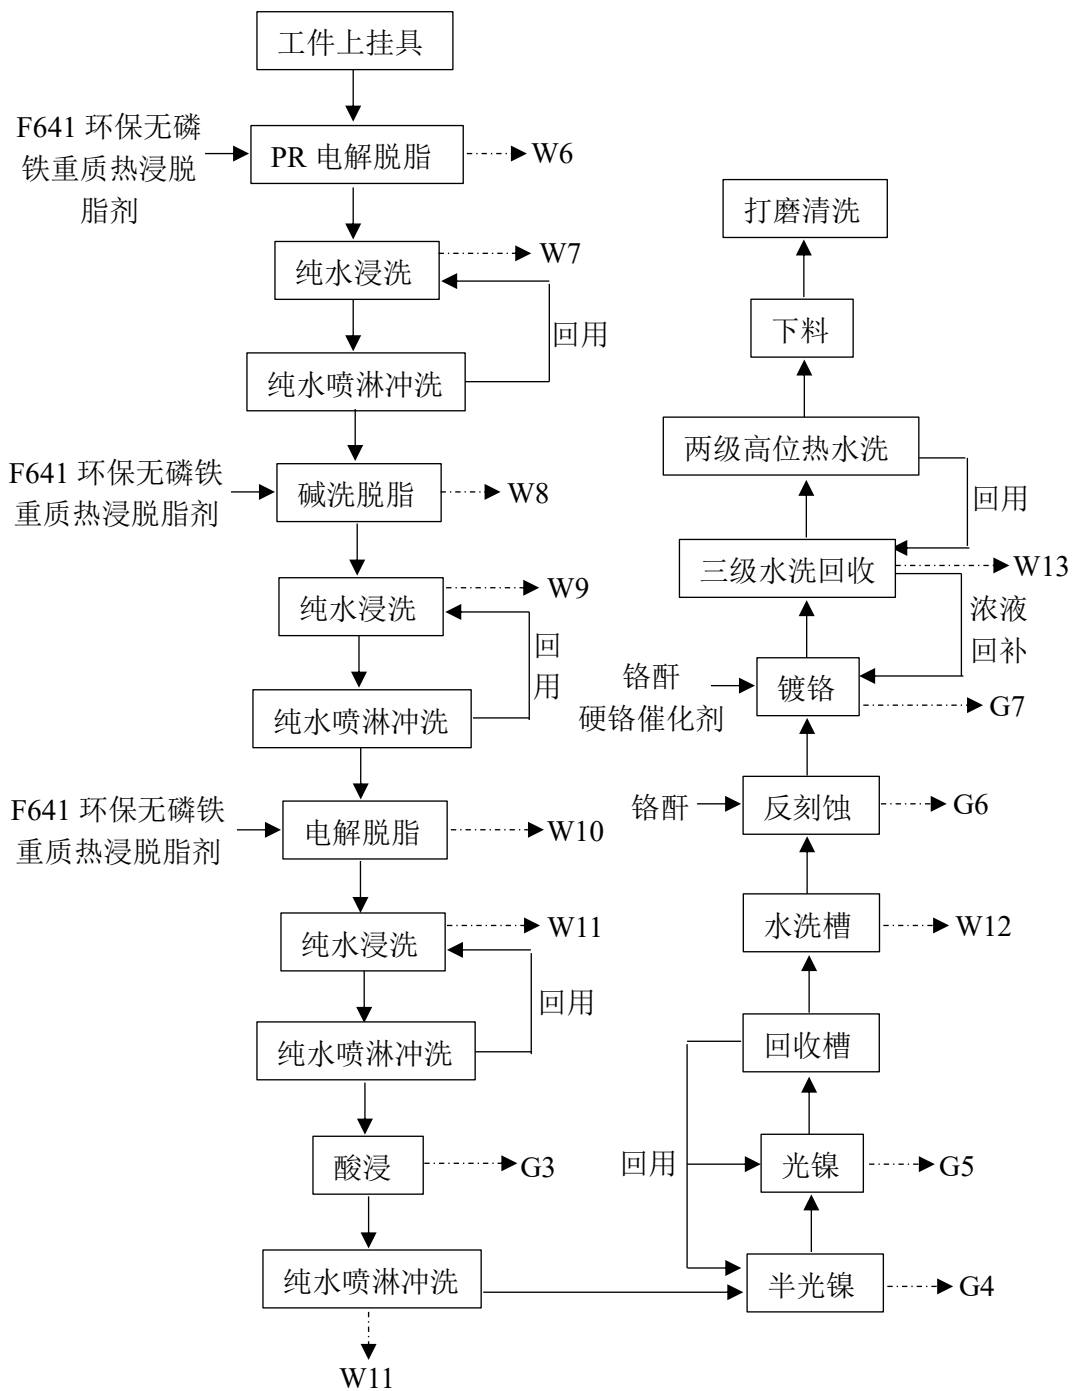 工件上挂具
F641 环保无磷
铁重质热浸脱
脂剂
PR 电解脱脂
W6
纯水浸洗
W7
回用
纯水喷淋冲洗
F641 环保无磷铁
重质热浸脱脂剂
碱洗脱脂
W8
纯水浸洗
W9
回
用
纯水喷淋冲洗
F641 环保无磷铁
重质热浸脱脂剂
电解脱脂
W10
纯水浸洗
W11
回用
纯水喷淋冲洗
酸浸
G3
纯水喷淋冲洗
W11
打磨清洗
下料
两级高位热水洗
回用
三级水洗回收
W13
浓液
回补
铬酐
硬铬催化剂
镀铬
G7
铬酐
反刻蚀
G6
水洗槽
W12
回收槽
回用
光镍
G5
半光镍
G4